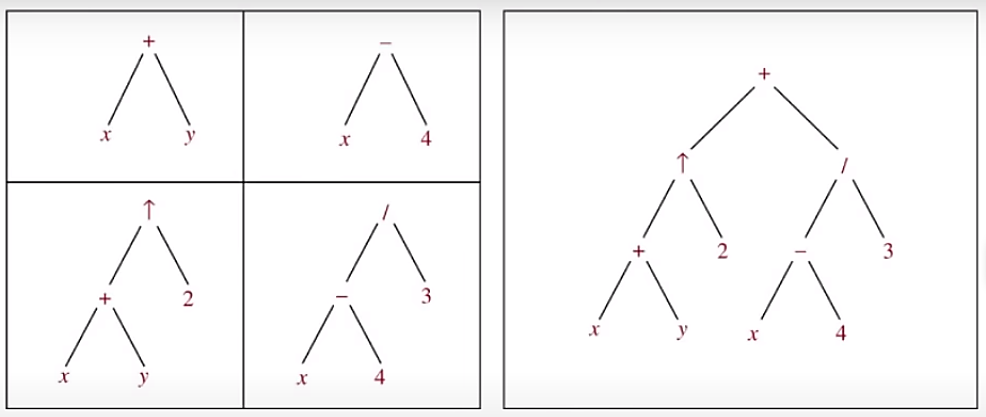 +
x y
−
x 4
↑
+ 2
x y
/
− 3
x 4
+
↑ /
+ 2 − 3
x y x 4